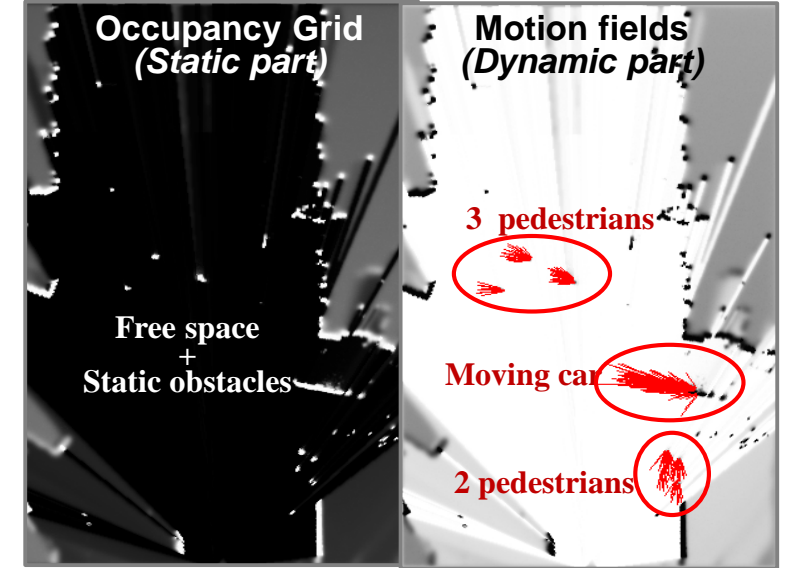 Occupancy Grid
(Static part)
Free space
+
Static obstacles
Motion fields
(Dynamic part)
3 pedestrians
Moving car
2 pedestrians